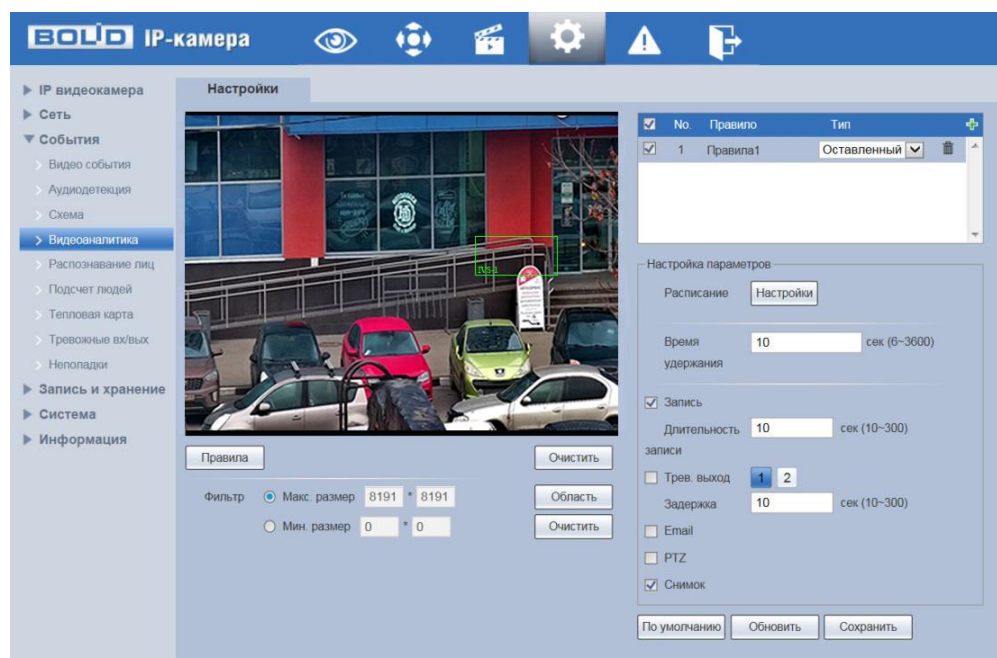 BOLID IP-камера
IP видеокамера
Сеть
События
Видео события
Аудиодетекция
Схема
Видеоаналитика
Распознавание лиц
Подсчет людей
Тепловая карта
Тревожные вх/вых
Неполадки
Запись и хранение
Система
Информация
Настройки
IVS-1
Правила
Очистить
Фильтр Макс. размер 8191 * 8191 Область
Мин. размер 0 * 0 Очистить
No. Правило Тип
1 Правила1 Оставленный
Настройка параметров
Расписание Настройки
Время 10 сек (6~3600)
удержания
Запись
Длительность 10 сек (10~300)
записи
Трев. выход 1 2
Задержка 10 сек (10~300)
Email
PTZ
Снимок
По умолчанию Обновить Сохранить